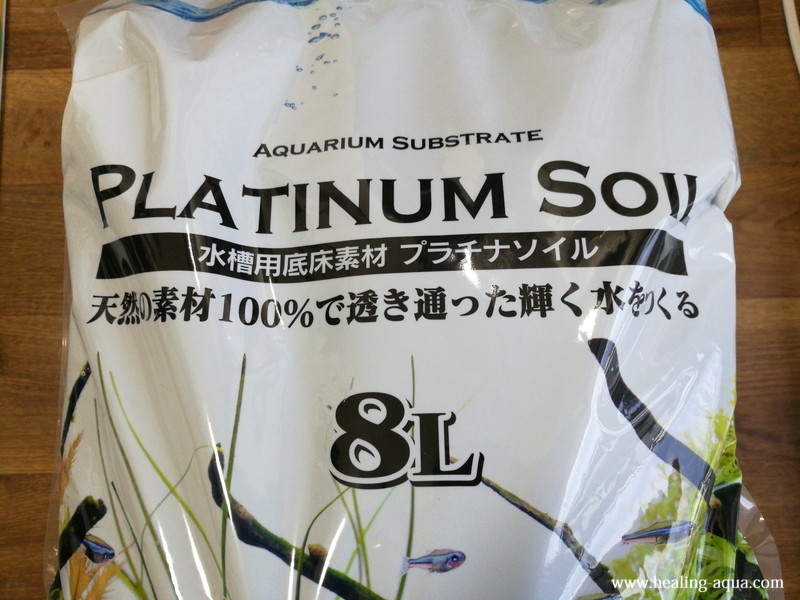 AQUARIUM SUBSTRATE
PLATINUM SOIL
水槽用底床素材 プラチナソイル
天然の素材100%で透き通った輝く水をつくる
8L
www.healing-aqua.com